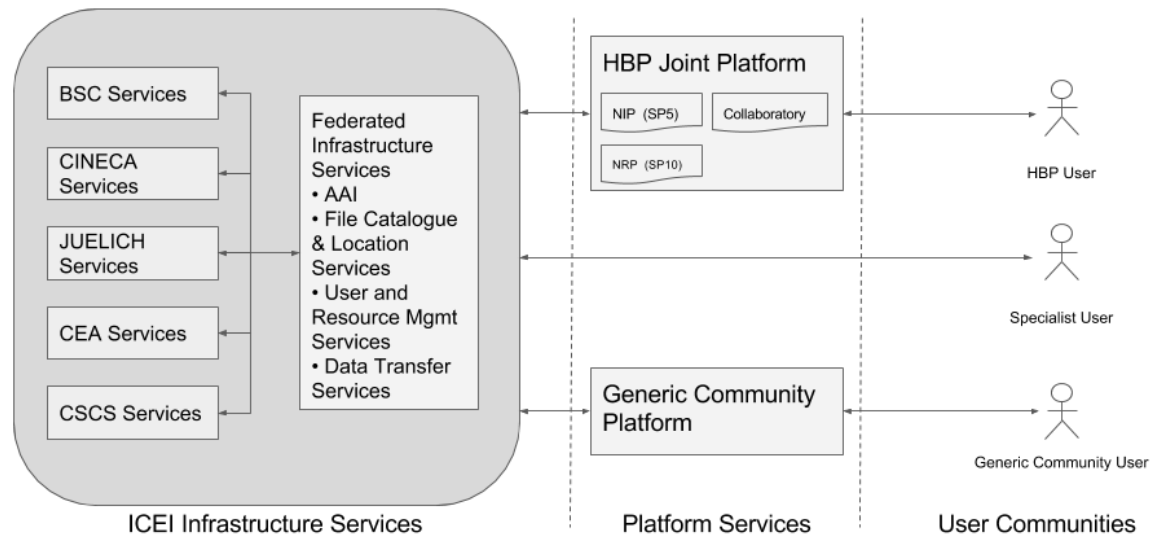 BSC Services
CINECA
Services
JUELICH
Services
CEA Services
CSCS Services
Federated
Infrastructure
Services
• AAI
• File Catalogue
& Location
Services
• User and
Resource Mgmt
Services
• Data Transfer
Services
ICEI Infrastructure Services
HBP Joint Platform
NIP (SP5)
Collaboratory
NRP (SP10)
Generic Community
Platform
Platform Services
HBP User
Specialist User
Generic Community User
User Communities